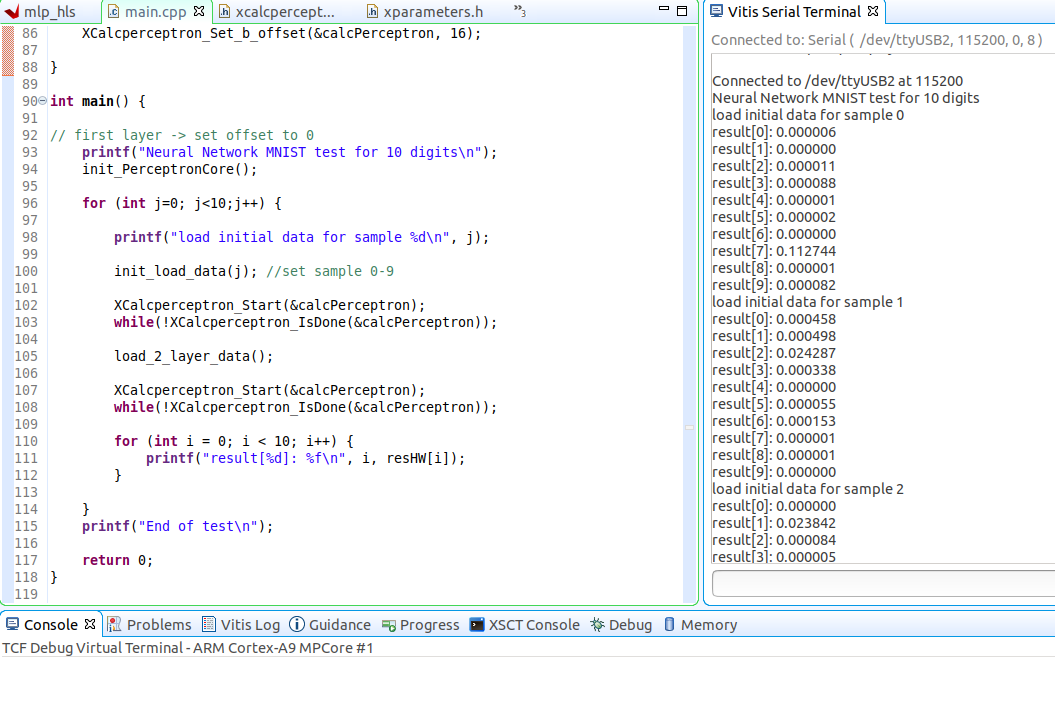 mlp_hls main.cpp xcalcpercept... xparameters.h »3
86 XCalcperceptron_Set_b_offset(&calcPerceptron, 16);
87
88 }
89
90 int main() {
91
92 // first layer -> set offset to 0
93 printf("Neural Network MNIST test for 10 digits\n");
94 init_PerceptronCore();
95
96 for (int j=0; j<10;j++) {
97
98 printf("load initial data for sample %d\n", j);
99
100 init_load_data(j); //set sample 0-9
101
102 XCalcperceptron_Start(&calcPerceptron);
103 while(!XCalcperceptron_IsDone(&calcPerceptron));
104
105 load_2_layer_data();
106
107 XCalcperceptron_Start(&calcPerceptron);
108 while(!XCalcperceptron_IsDone(&calcPerceptron));
109
110 for (int i = 0; i < 10; i++) {
111 printf("result[%d]: %f\n", i, resHW[i]);
112 }
113
114 }
115 printf("End of test\n");
116
117 return 0;
118 }
119
Vitis Serial Terminal
Connected to: Serial ( /dev/ttyUSB2, 115200, 0, 8 )
Connected to /dev/ttyUSB2 at 115200
Neural Network MNIST test for 10 digits
load initial data for sample 0
result[0]: 0.000006
result[1]: 0.000000
result[2]: 0.000011
result[3]: 0.000088
result[4]: 0.000001
result[5]: 0.000002
result[6]: 0.000000
result[7]: 0.112744
result[8]: 0.000001
result[9]: 0.000082
load initial data for sample 1
result[0]: 0.000458
result[1]: 0.000498
result[2]: 0.024287
result[3]: 0.000338
result[4]: 0.000000
result[5]: 0.000055
result[6]: 0.000153
result[7]: 0.000001
result[8]: 0.000001
result[9]: 0.000000
load initial data for sample 2
result[0]: 0.000000
result[1]: 0.023842
result[2]: 0.000084
result[3]: 0.000005
Console Problems Vitis Log Guidance Progress XSCT Console Debug Memory
TCF Debug Virtual Terminal - ARM Cortex-A9 MPCore #1